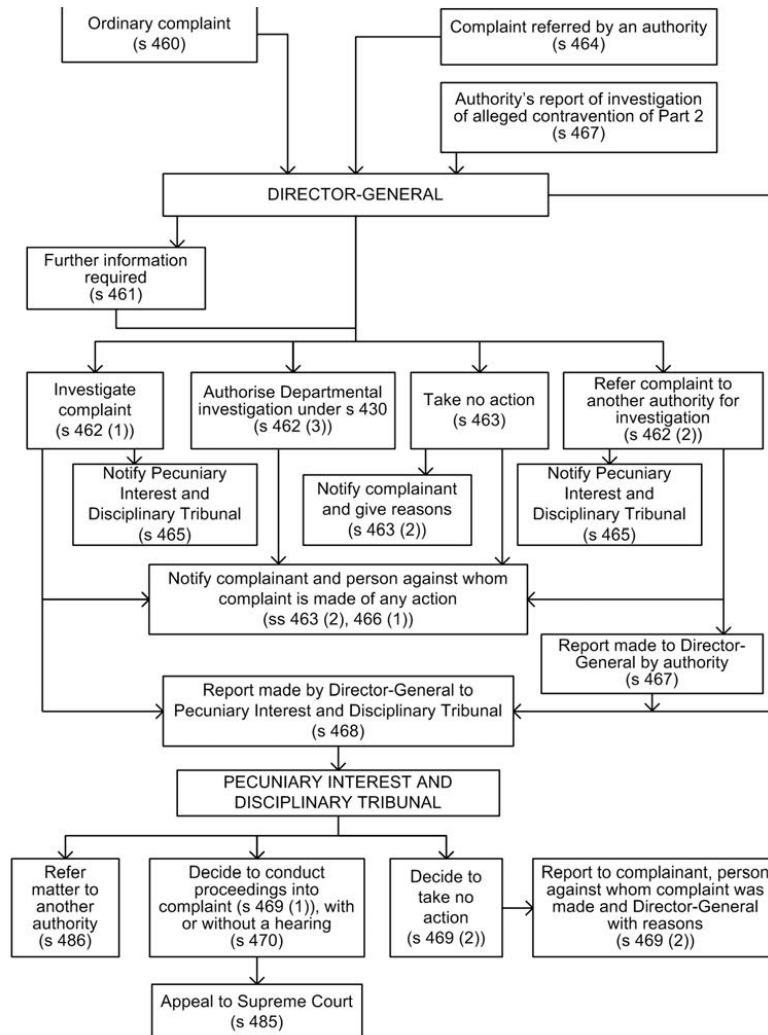 Ordinary complaint
(s 460)
Complaint referred by an authority
(s 464)
Authority's report of investigation
of alleged contravention of Part 2
(s 467)
DIRECTOR-GENERAL
Further information
required
(s 461)
Investigate
complaint
(s 462 (1))
Authorise Departmental
investigation under s 430
(s 462 (3))
Take no action
(s 463)
Refer complaint to
another authority for
investigation
(s 462 (2))
Notify Pecuniary
Interest and
Disciplinary Tribunal
(s 465)
Notify complainant
and give reasons
(s 463 (2))
Notify Pecuniary
Interest and
Disciplinary Tribunal
(s 465)
Notify complainant and person against whom
complaint is made of any action
(ss 463 (2), 466 (1))
Report made to Director-
General by authority
(s 467)
Report made by Director-General to
Pecuniary Interest and Disciplinary Tribunal
(s 468)
PECUNIARY INTEREST AND
DISCIPLINARY TRIBUNAL
Refer
matter to
another
authority
(s 486)
Decide to conduct
proceedings into
complaint (s 469 (1)), with
or without a hearing
(s 470)
Decide to
take no
action
(s 469 (2))
Report to complainant, person
against whom complaint was
made and Director-General
with reasons
(s 469 (2))
Appeal to Supreme Court
(s 485)